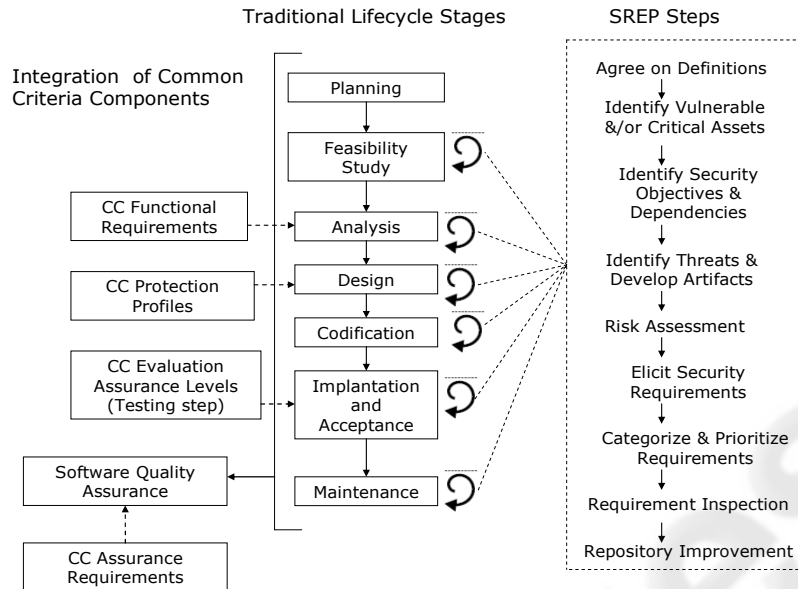 Traditional Lifecycle Stages
SREP Steps
Integration of Common
Criteria Components
Planning
Feasibility
Study
CC Functional
Requirements
Analysis
CC Protection
Profiles
Design
Codification
CC Evaluation
Assurance Levels
(Testing step)
Implantation
and
Acceptance
Software Quality
Assurance
Maintenance
CC Assurance
Requirements
Agree on Definitions
Identify Vulnerable
&/or Critical Assets
Identify Security
Objectives &
Dependencies
Identify Threats &
Develop Artifacts
Risk Assessment
Elicit Security
Requirements
Categorize & Prioritize
Requirements
Requirement Inspection
Repository Improvement